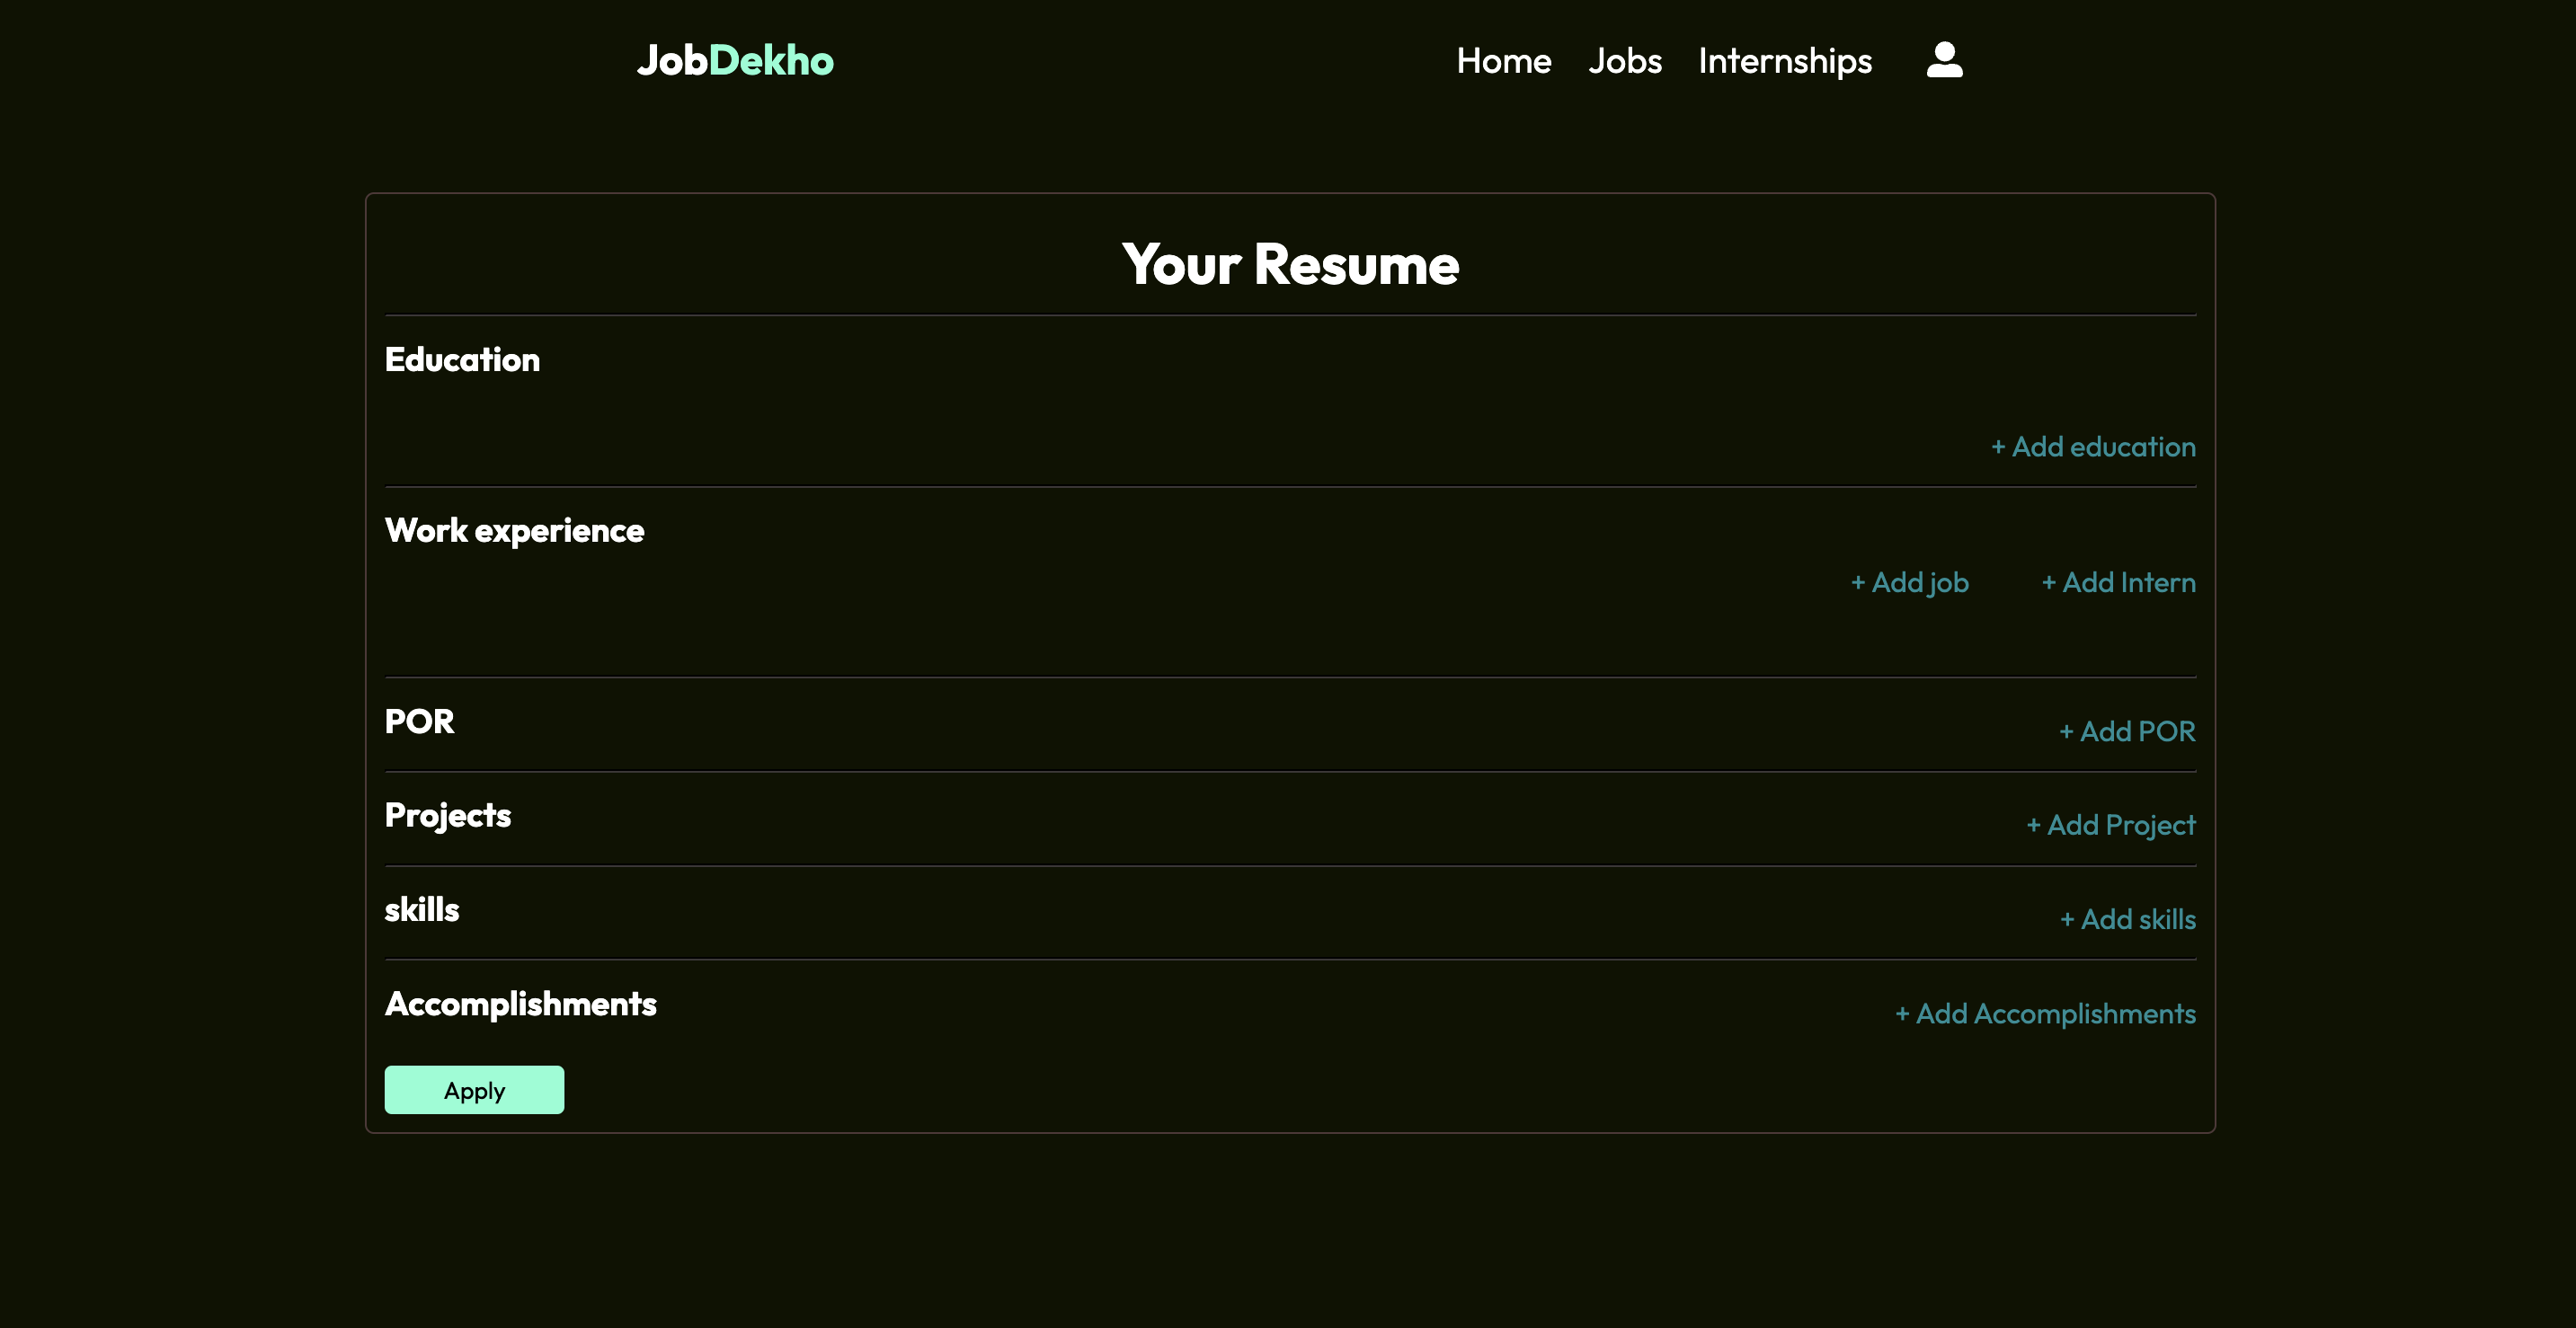 JobDekho
Home Jobs Internships
Your Resume
Education
+ Add education
Work experience
+ Add job + Add Intern
POR
+ Add POR
Projects
+ Add Project
skills
+ Add skills
Accomplishments
+ Add Accomplishments
Apply